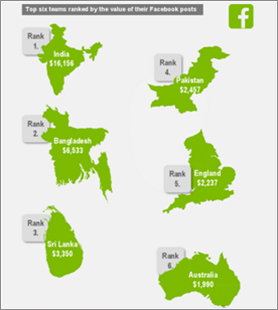 Top six teams ranked by the value of their Facebook posts
f
Rank
1.
India
$16,156
Rank
2.
Bangladesh
$6,533
Rank
3.
Sri Lanka
$3,350
Rank
4.
Pakistan
$2,457
Rank
5.
England
$2,237
Rank
6.
Australia
$1,990